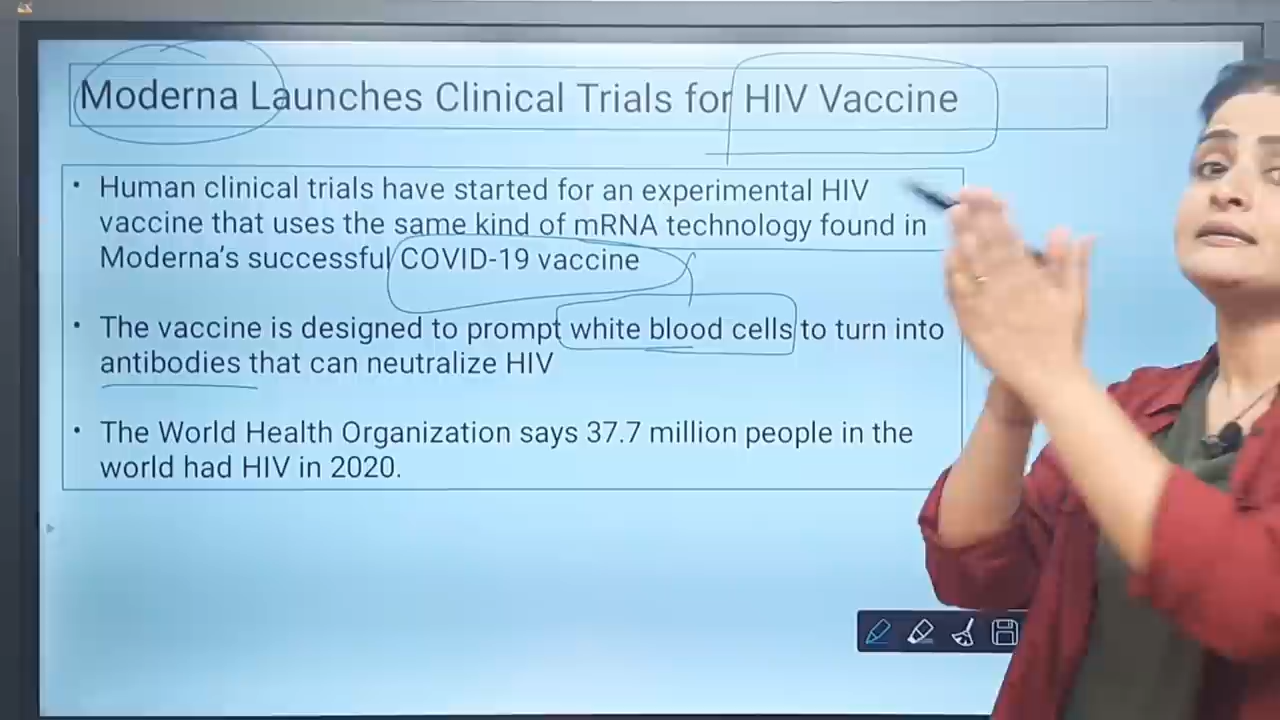 Moderna Launches Clinical Trials for HIV Vaccine
• Human clinical trials have started for an experimental HIV
vaccine that uses the same kind of mRNA technology found in
Moderna's successful COVID-19 vaccine
• The vaccine is designed to prompt white blood cells to turn into
antibodies that can neutralize HIV
• The World Health Organization says 37.7 million people in the
world had HIV in 2020.